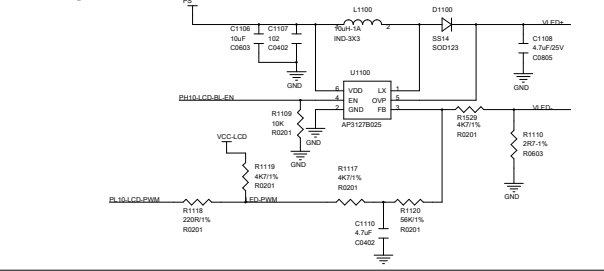 PS
L1100
10uH-1A
IND-3X3
1
2
D1100
SS14
SOD123
VLED+
C1106
10uF
C0603
C1107
102
C0402
GND
C1108
4.7uF/25V
C0805
GND
U1100
6 VDD LX 1
4 EN OVP 5
2 GND FB 3
AP3127B025
PH10-LCD-BL-EN
R1109
10K
R0201
GND
GND
R1529
4K7/1%
R0201
VLED-
R1110
2R7-1%
R0603
GND
VCC-LCD
R1119
4K7/1%
R0201
R1117
4K7/1%
R0201
PL10-LCD-PWM
R1118
220R/1%
R0201
LED-PWM
C1110
4.7uF
C0402
R1120
56K/1%
R0201